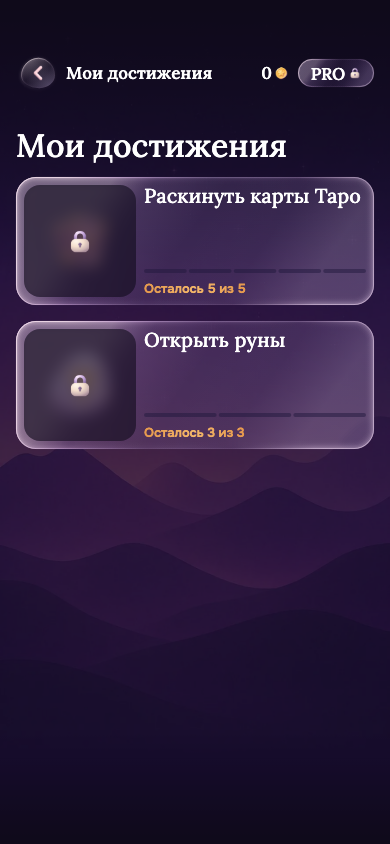 Мои достижения
0
PRO
Мои достижения
Раскинуть карты Таро
Осталось 5 из 5
Открыть руны
Осталось 3 из 3